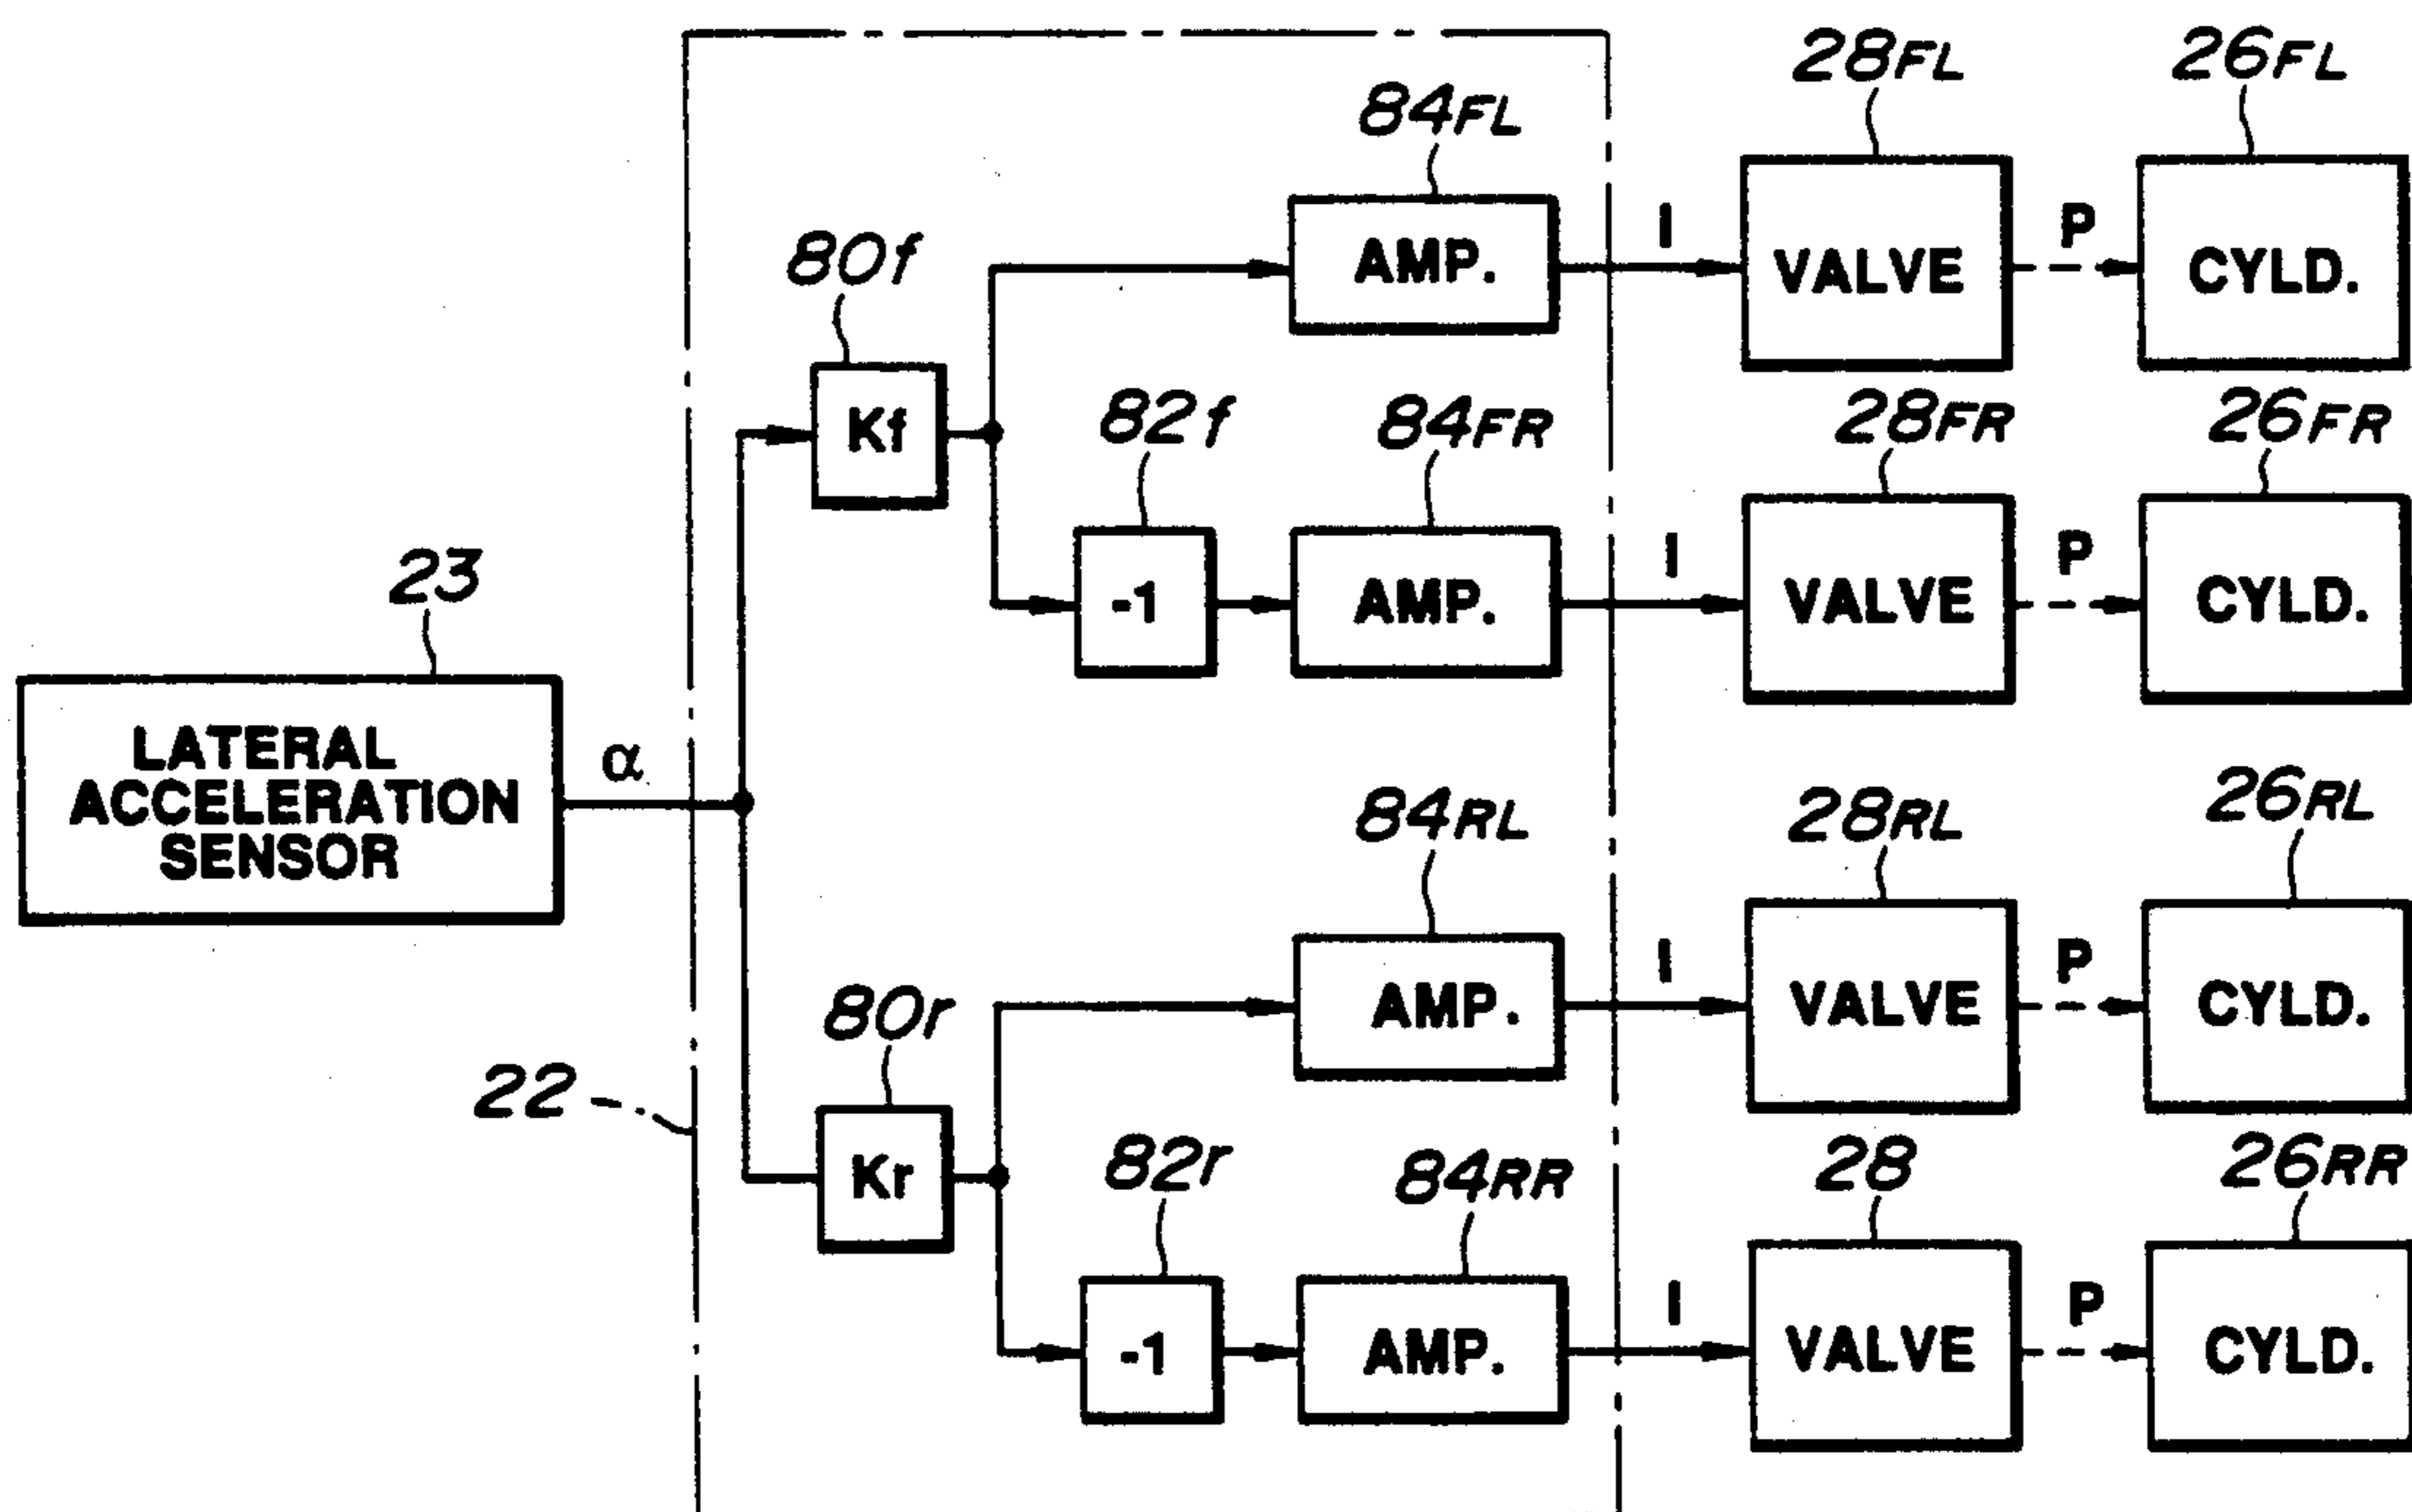 28FL
26FL
84FL
I
VALVE
P
CYLD.
80f
AMP.
28FR
26FR
Kf
82f
84FR
I
VALVE
P
CYLD.
23
-1
AMP.
LATERAL
ACCELERATION
SENSOR
α
84RL
28RL
26RL
I
VALVE
P
CYLD.
80r
AMP.
22
Kr
82r
84RR
28
26RR
-1
AMP.
I
VALVE
P
CYLD.